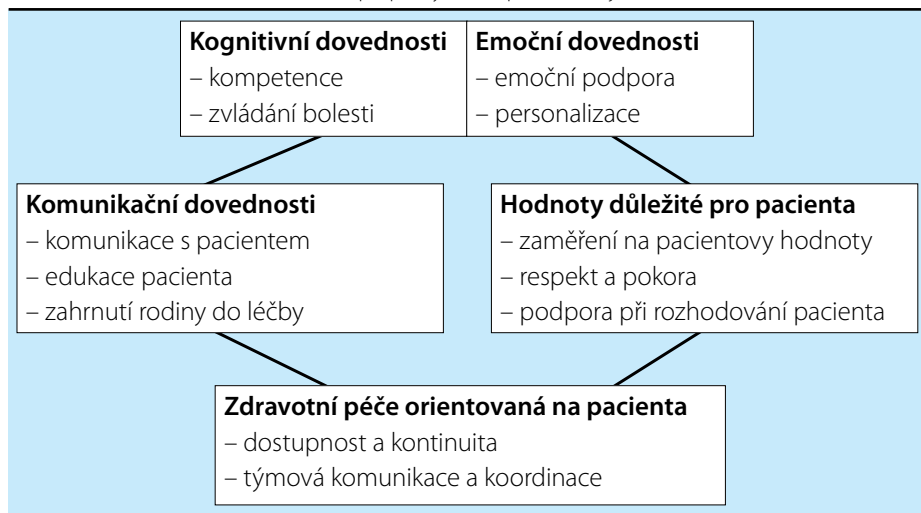 Kognitivní dovednosti
– kompetence
– zvládání bolesti
Emoční dovednosti
– emoční podpora
– personalizace
Komunikační dovednosti
– komunikace s pacientem
– edukace pacienta
– zahrnutí rodiny do léčby
Hodnoty důležité pro pacienta
– zaměření na pacientovy hodnoty
– respekt a pokora
– podpora při rozhodování pacienta
Zdravotní péče orientovaná na pacienta
– dostupnost a kontinuita
– týmová komunikace a koordinace